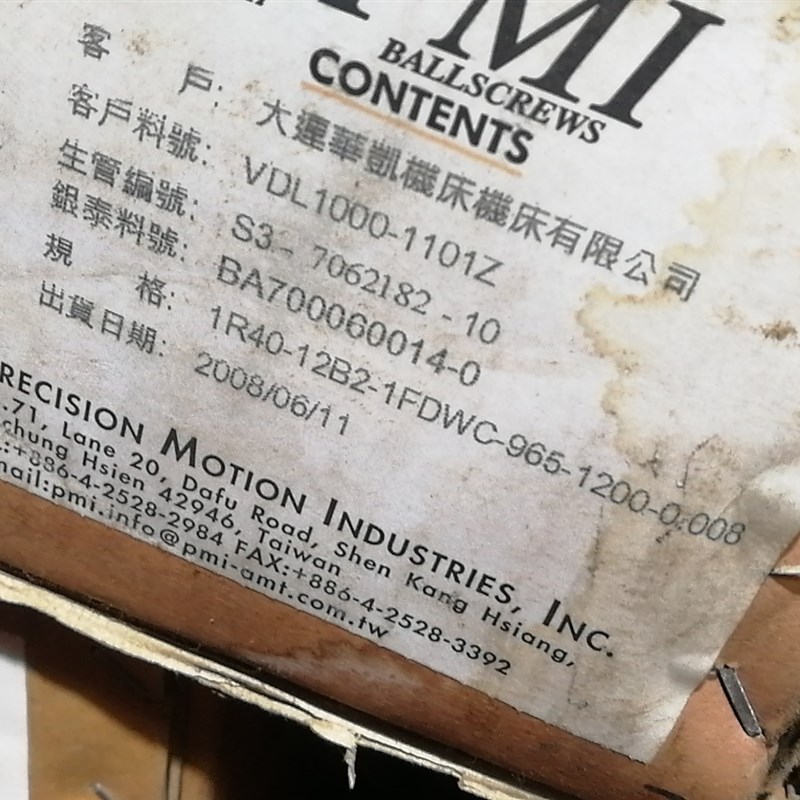 PMI
BALLSCREWS
CONTENTS
客 戶: 大連華凱機床機床有限公司
客戶料號: VDL1000-1101Z
生管編號: S3- 7062182 - 10
銀泰料號: BA700060014-0
規 格: 1R40-12B2-1FDWC-965-1200-0.008
出貨日期: 2008/06/11
RECISION MOTION INDUSTRIES, INC.
.71, Lane 20, Dafu Road, Shen Kang Hsiang,
chung Hsien 42946, Taiwan
.:+886-4-2528-2984 FAX:+886-4-2528-3392
mail:pmi.info@pmi-amt.com.tw